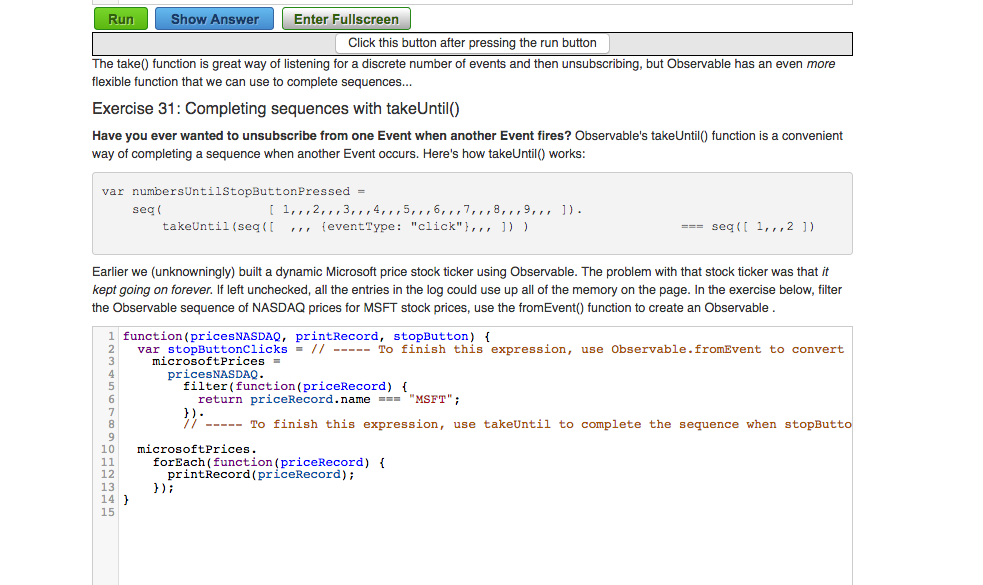 Run Show Answer Enter Fullscreen
Click this button after pressing the run button
The take() function is great way of listening for a discrete number of events and then unsubscribing, but Observable has an even more
flexible function that we can use to complete sequences...
Exercise 31: Completing sequences with takeUntil()
Have you ever wanted to unsubscribe from one Event when another Event fires? Observable's takeUntil() function is a convenient
way of completing a sequence when another Event occurs. Here's how takeUntil() works:
var numbersUntilStopButtonPressed =
seq( [ 1,,,2,,,3,,,4,,,5,,,6,,,7,,,8,,,9,,, ]).
takeUntil(seq([ ,,, {eventType: "click"},,, ]) ) === seq([ 1,,,2 ])
Earlier we (unknowningly) built a dynamic Microsoft price stock ticker using Observable. The problem with that stock ticker was that it
kept going on forever. If left unchecked, all the entries in the log could use up all of the memory on the page. In the exercise below, filter
the Observable sequence of NASDAQ prices for MSFT stock prices, use the fromEvent() function to create an Observable .
1 function(pricesNASDAQ, printRecord, stopButton) {
2 var stopButtonClicks = // ----- To finish this expression, use Observable.fromEvent to convert
3 microsoftPrices =
4 pricesNASDAQ.
5 filter(function(priceRecord) {
6 return priceRecord.name === "MSFT";
7 }).
8 // ----- To finish this expression, use takeUntil to complete the sequence when stopButto
9
10 microsoftPrices.
11 forEach(function(priceRecord) {
12 printRecord(priceRecord);
13 });
14 }
15